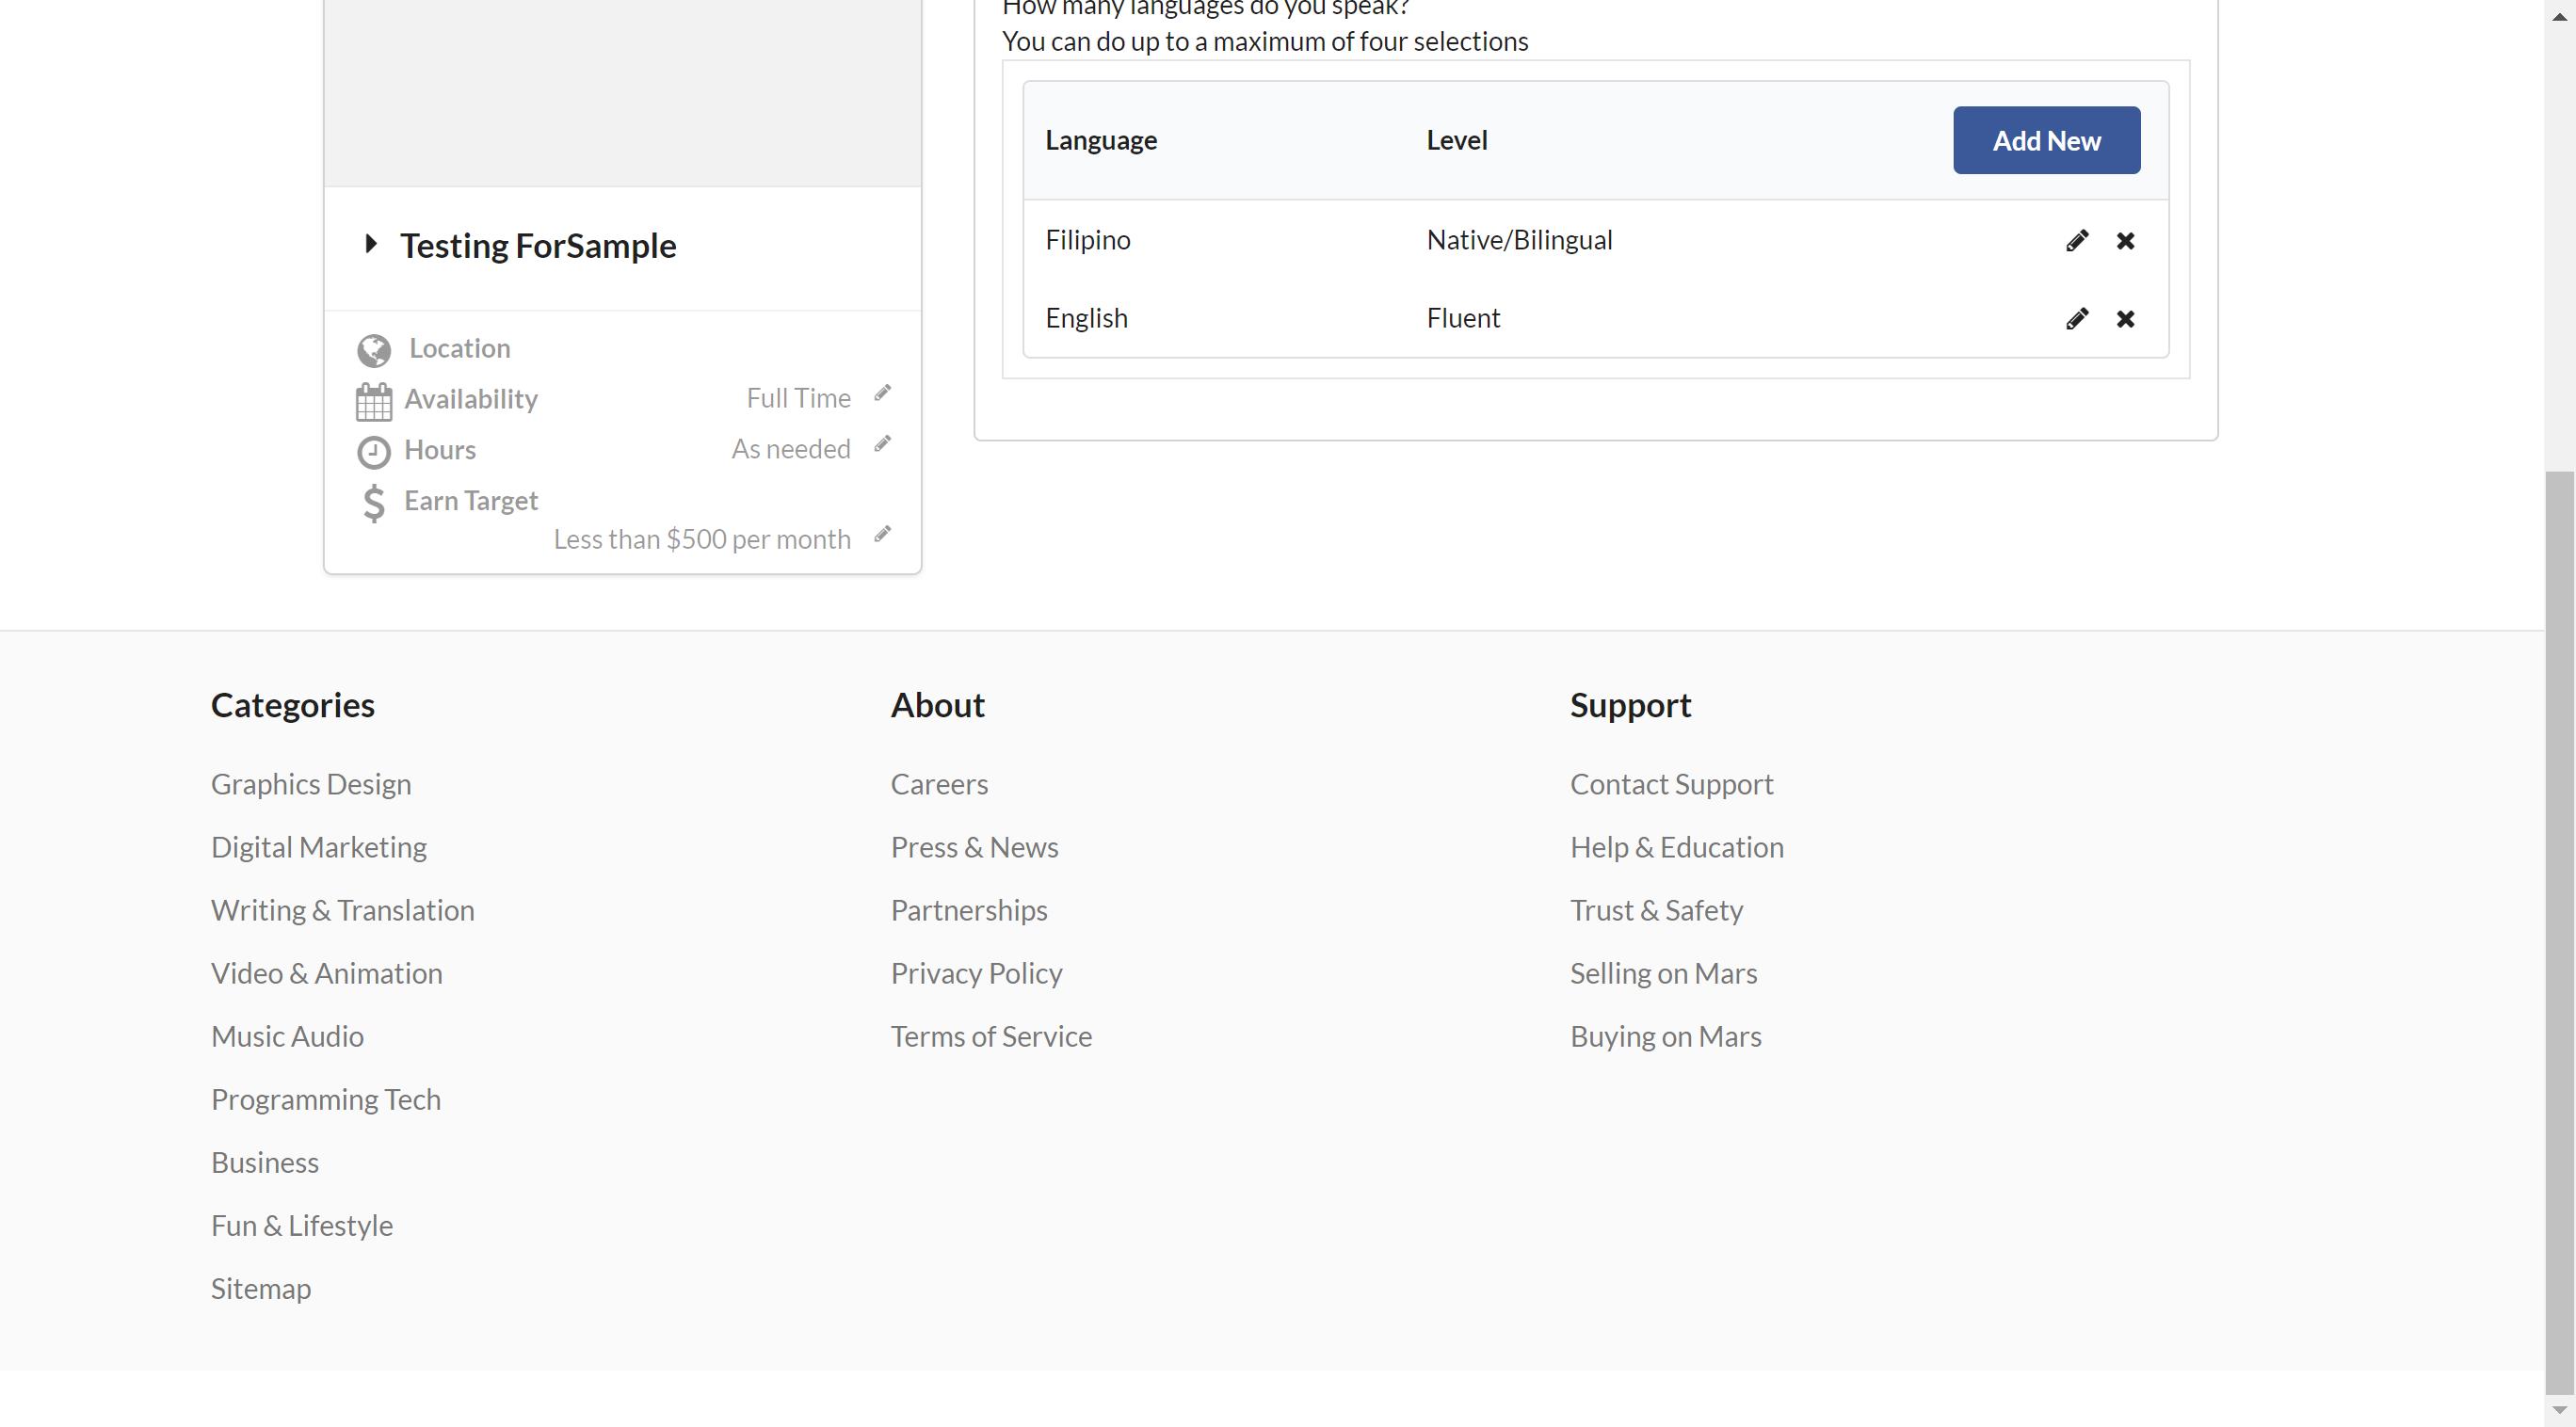 How many languages do you speak?
You can do up to a maximum of four selections
Language Level Add New
Filipino Native/Bilingual
English Fluent
Testing ForSample
Location
Availability Full Time
Hours As needed
Earn Target
Less than $500 per month
Categories
Graphics Design
Digital Marketing
Writing & Translation
Video & Animation
Music Audio
Programming Tech
Business
Fun & Lifestyle
Sitemap
About
Careers
Press & News
Partnerships
Privacy Policy
Terms of Service
Support
Contact Support
Help & Education
Trust & Safety
Selling on Mars
Buying on Mars